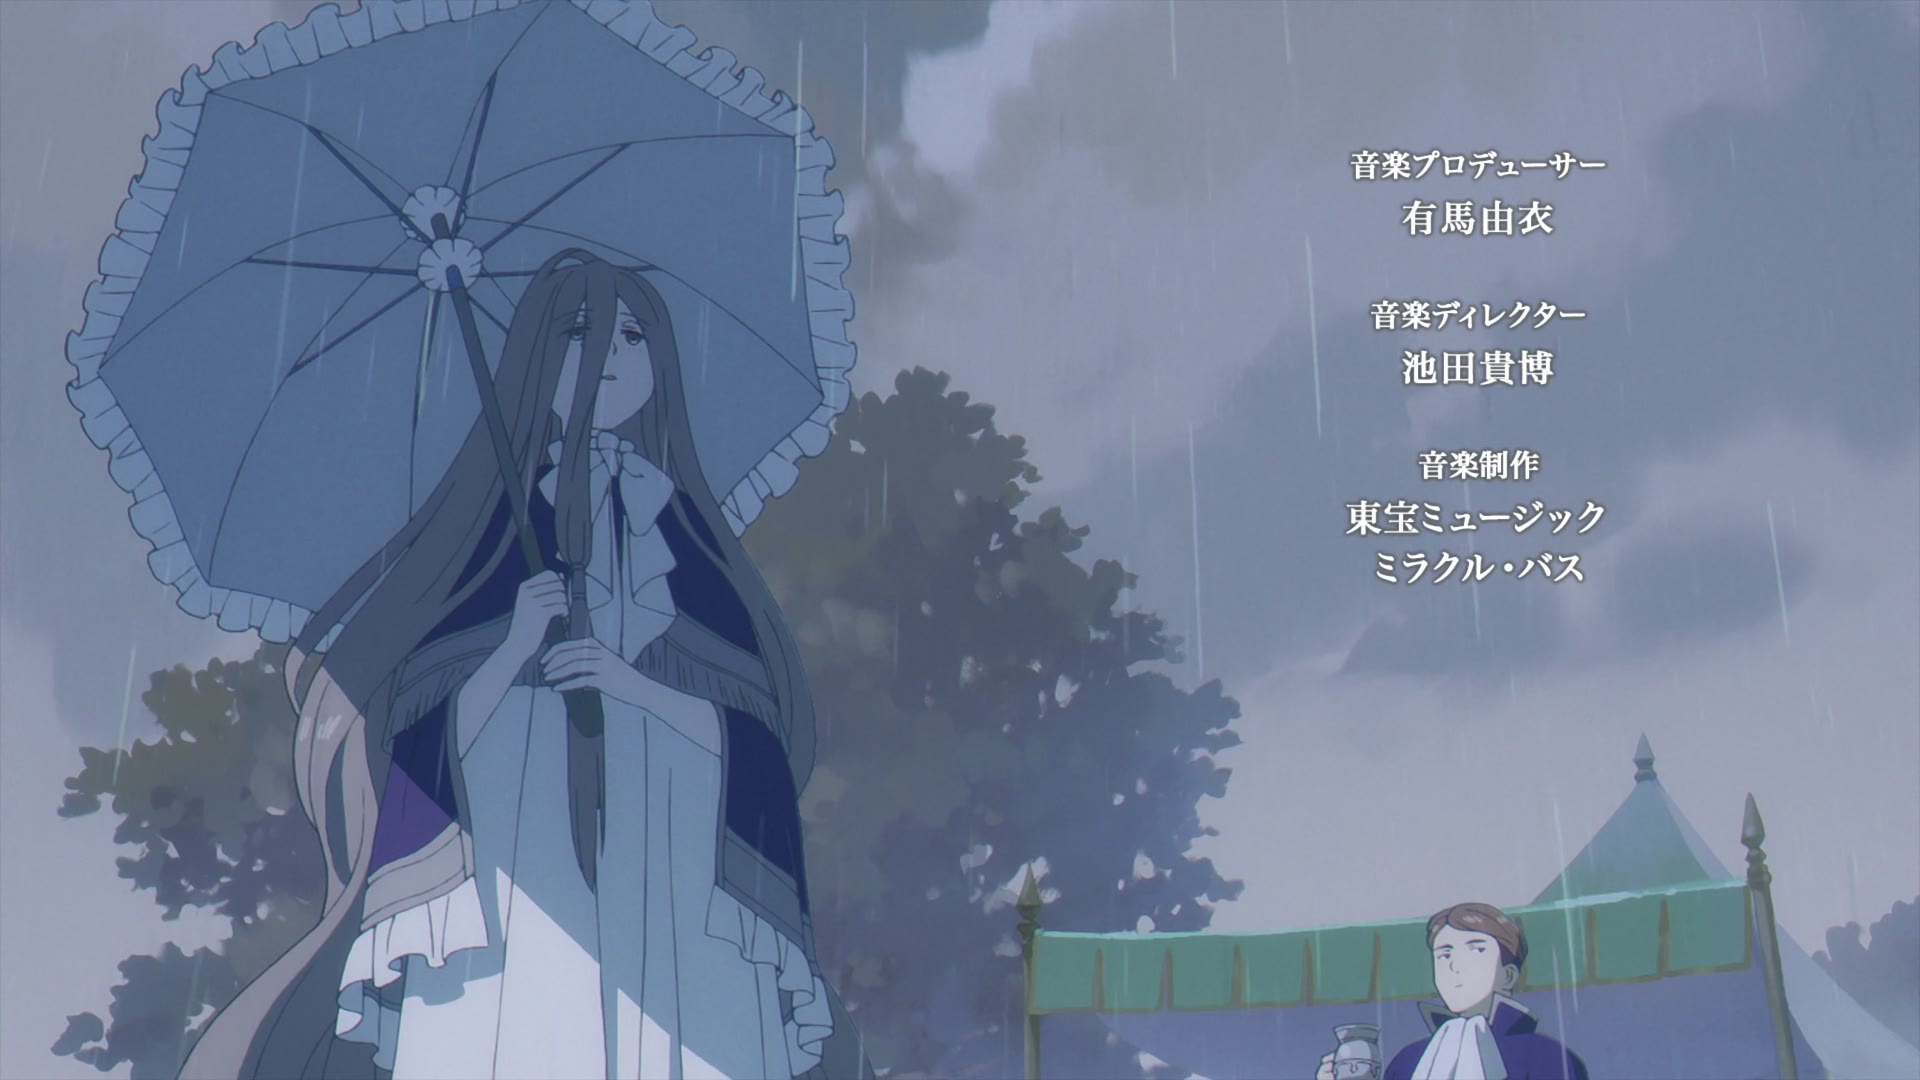 音楽プロデューサー
有馬由衣
音楽ディレクター
池田貴博
音楽制作
東宝ミュージック
ミラクル・バス